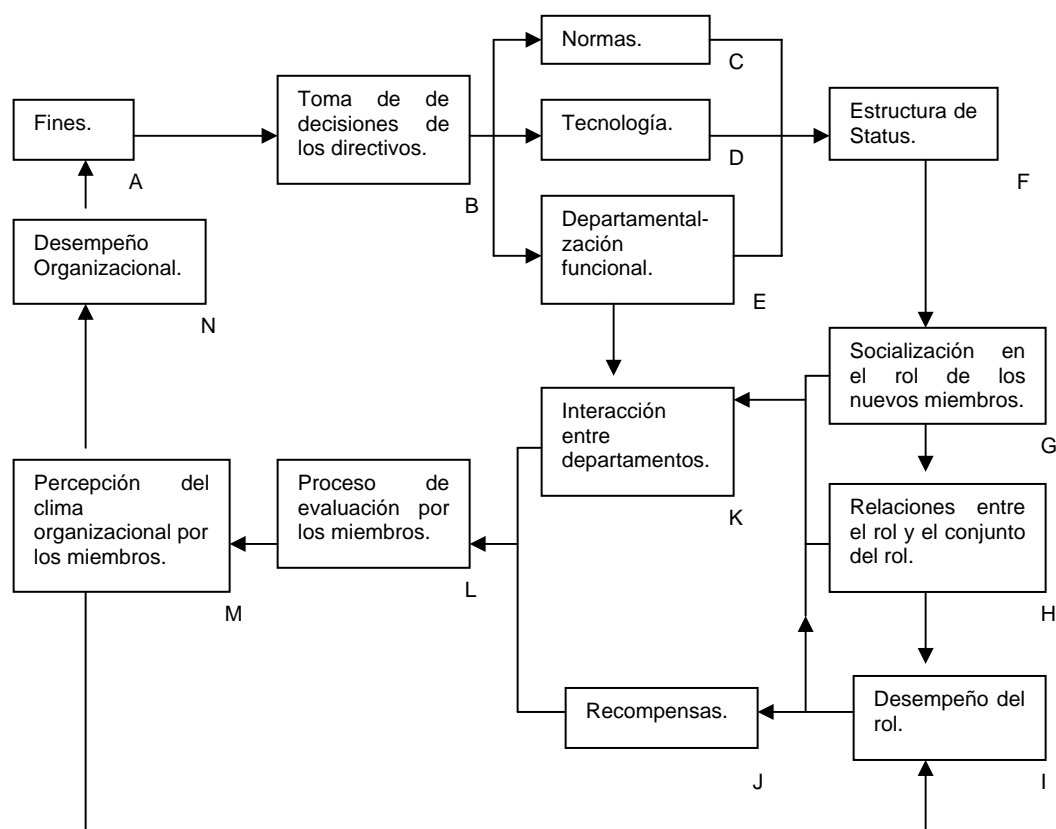 Fines.
A
Toma de de
decisiones de
los directivos.
B
Normas.
C
Tecnología.
D
Departamental-
zación
funcional.
E
Estructura de
Status.
F
Socialización en
el rol de los
nuevos miembros.
G
Relaciones entre
el rol y el conjunto
del rol.
H
Desempeño del
rol.
I
Recompensas.
J
Interacción
entre
departamentos.
K
Proceso de
evaluación por
los miembros.
L
Percepción del
clima
organizacional por
los miembros.
M
Desempeño
Organizacional.
N